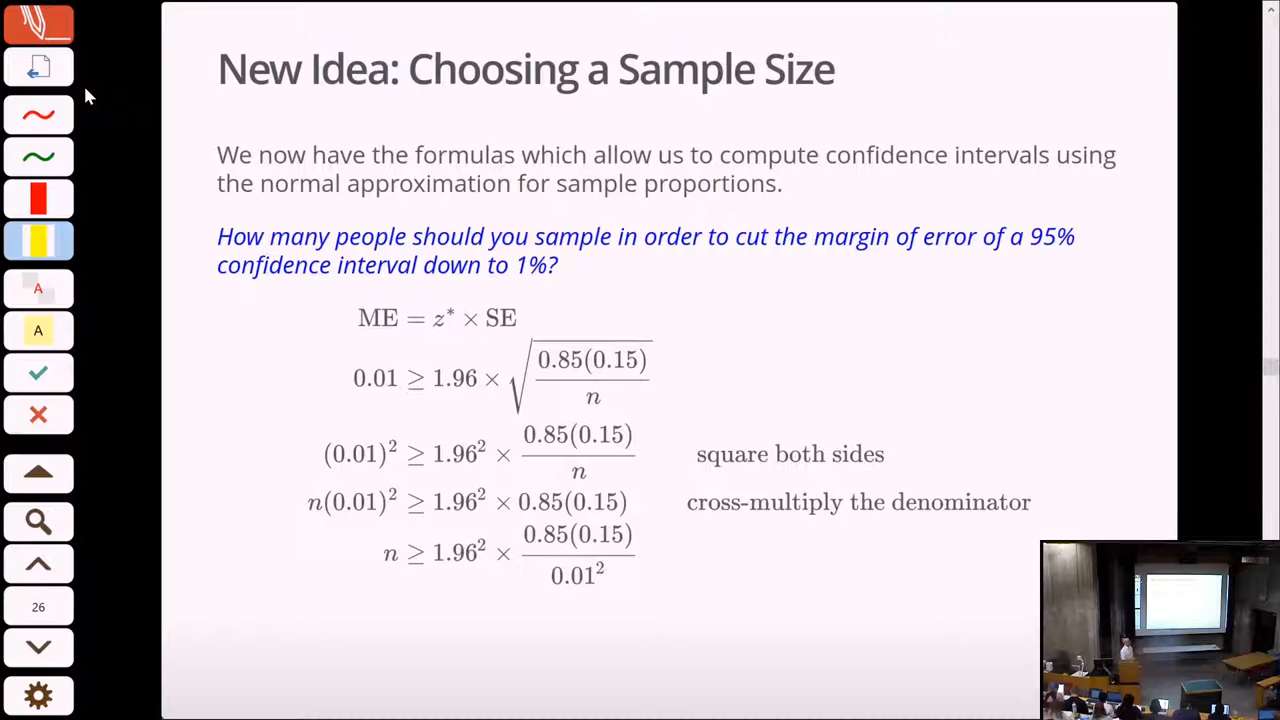 New Idea: Choosing a Sample Size
We now have the formulas which allow us to compute confidence intervals using
the normal approximation for sample proportions.
How many people should you sample in order to cut the margin of error of a 95%
confidence interval down to 1%?
ME = z* × SE
0.01 ≥ 1.96 × √(0.85(0.15)/n)
(0.01)² ≥ 1.96² × 0.85(0.15)/n square both sides
n(0.01)² ≥ 1.96² × 0.85(0.15) cross-multiply the denominator
n ≥ 1.96² × 0.85(0.15)/0.01²
A
A
26